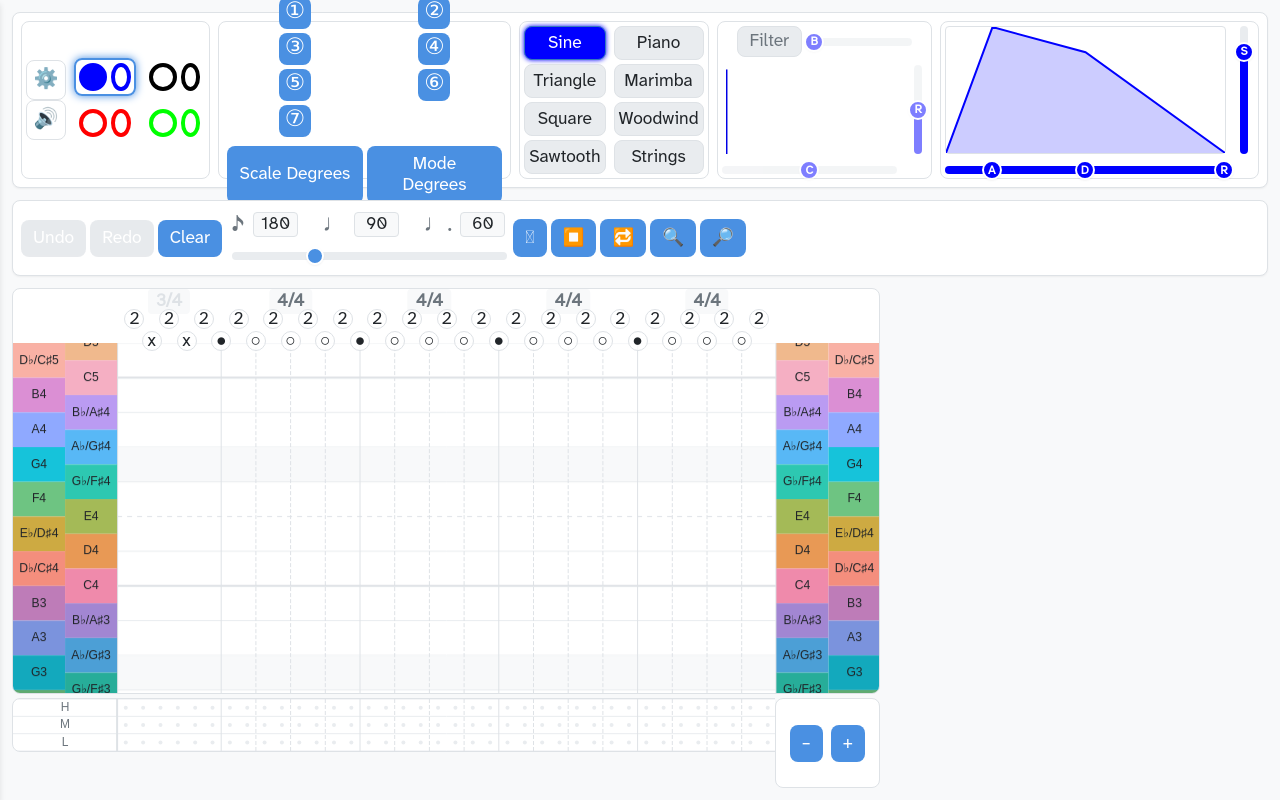 ① ②
③ ④
⑤ ⑥
⑦
Scale Degrees
Mode Degrees
Sine
Piano
Triangle
Marimba
Square
Woodwind
Sawtooth
Strings
Filter
B
R
C
S
A
D
R
Undo
Redo
Clear
♪ 180
♩ 90
♩. 60
3/4 4/4 4/4 4/4 4/4
2 2 2 2 2 2 2 2 2 2 2 2 2 2 2 2 2 2 2
x x ● ○ ○ ○ ● ○ ○ ○ ● ○ ○ ○ ● ○ ○ ○
D♭/C♯5 C5 C5 D♭/C♯5
B4 B♭/A♯4 B♭/A♯4 B4
A4 A♭/G♯4 A♭/G♯4 A4
G4 G♭/F♯4 G♭/F♯4 G4
F4 E4 E4 F4
E♭/D♯4 D4 D4 E♭/D♯4
D♭/C♯4 C4 C4 D♭/C♯4
B3 B♭/A♯3 B♭/A♯3 B3
A3 A♭/G♯3 A♭/G♯3 A3
G3 G♭/F♯3 G♭/F♯3 G3
H
M
L
− +